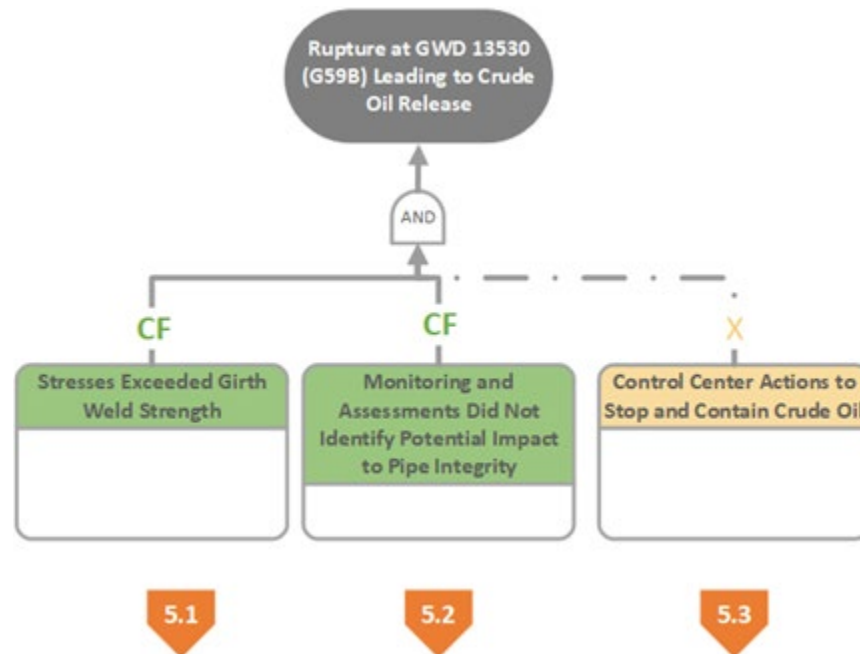 Rupture at GWD 13530
(G59B) Leading to Crude
Oil Release
AND
CF
CF
X
Stresses Exceeded Girth
Weld Strength
Monitoring and
Assessments Did Not
Identify Potential Impact
to Pipe Integrity
Control Center Actions to
Stop and Contain Crude Oil
5.1
5.2
5.3